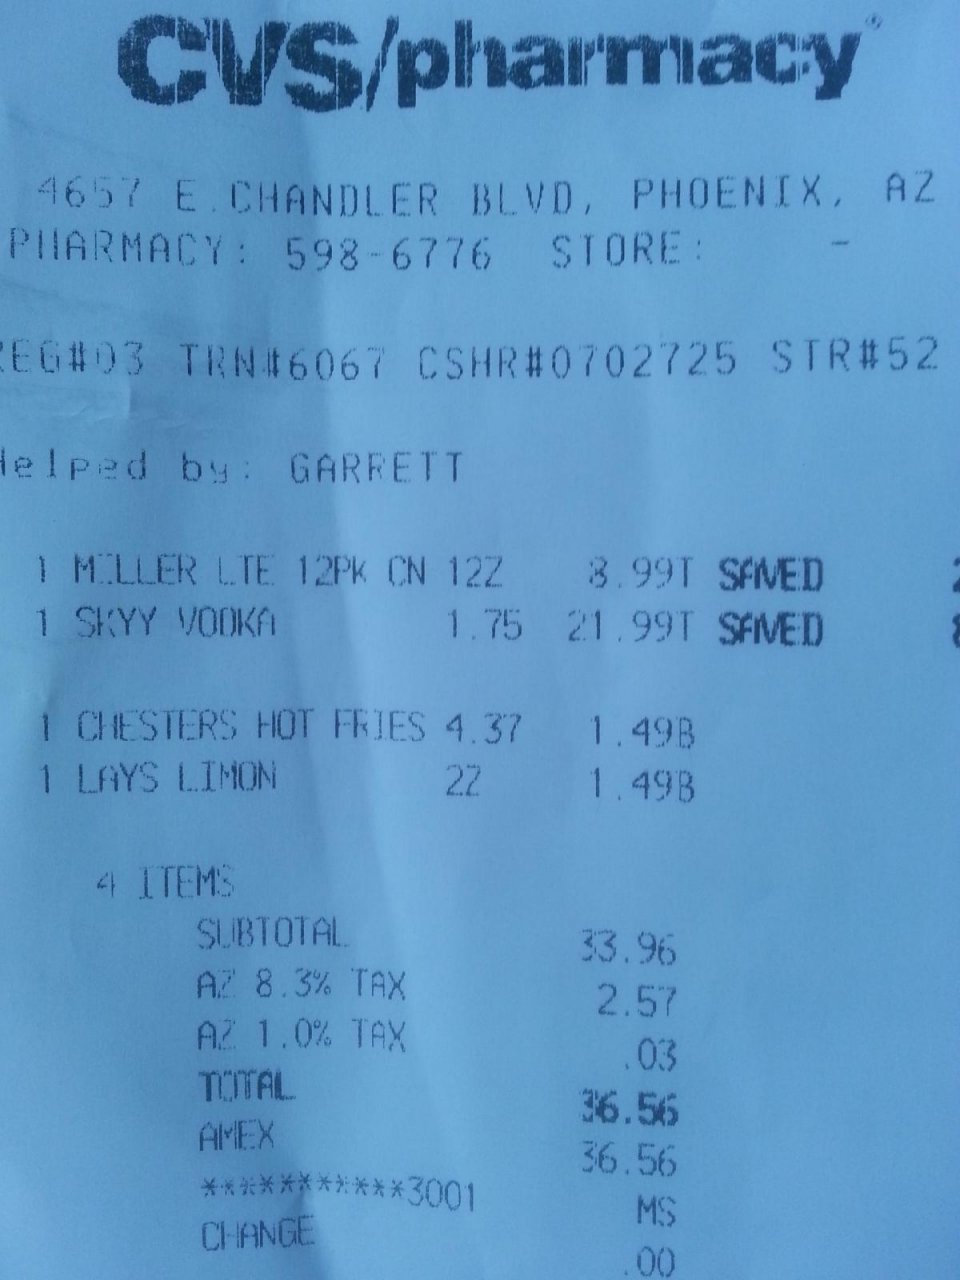 CVS/pharmacy®
4657 E.CHANDLER BLVD, PHOENIX, AZ
PHARMACY: 598-6776 STORE: -
REG#03 TRN#6067 CSHR#0702725 STR#52
Helped by: GARRETT
1 MILLER LTE 12PK CN 12Z 8.99T SAVED
1 SKYY VODKA 1.75 21.99T SAVED
1 CHESTERS HOT FRIES 4.37 1.49B
1 LAYS LIMON 2Z 1.49B
4 ITEMS
SUBTOTAL 33.96
AZ 8.3% TAX 2.57
AZ 1.0% TAX .03
TOTAL 36.56
AMEX 36.56
***********3001 MS
CHANGE .00